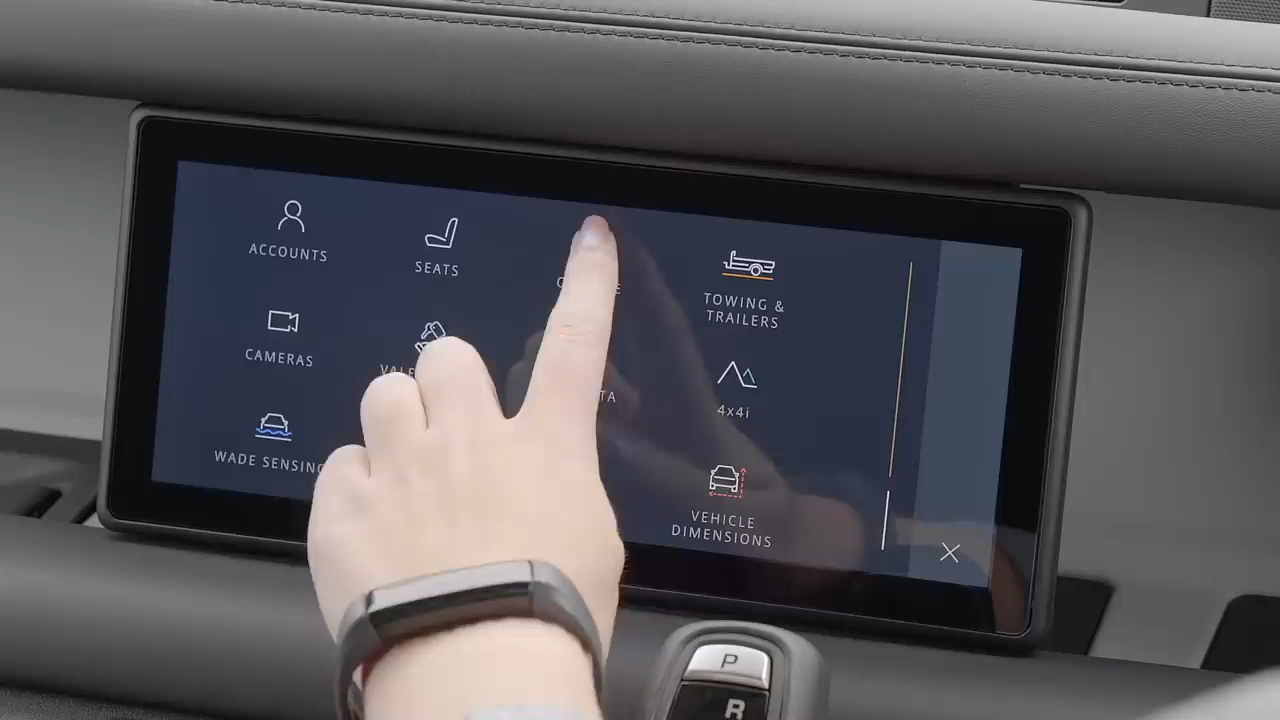 ACCOUNTS
SEATS
TOWING &
TRAILERS
CAMERAS
4x4i
WADE SENSING
VEHICLE
DIMENSIONS
P
R